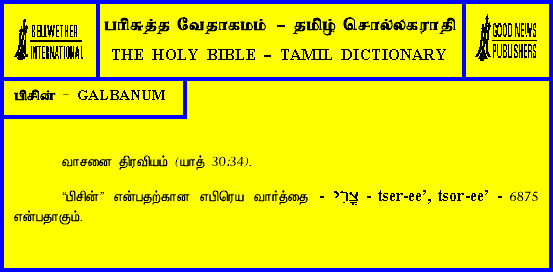 BELLWETHER
INTERNATIONAL
பரிசுத்த வேதாகமம் – தமிழ் சொல்லகராதி
THE HOLY BIBLE – TAMIL DICTIONARY
GOOD NEWS
PUBLISHERS
பிசின் – GALBANUM
வாசனை திரவியம் (யாத் 30:34).
“பிசின்” என்பதற்கான எபிரெய வார்த்தை - צֳרִי - tser-ee’, tsor-ee’ - 6875
என்பதாகும்.